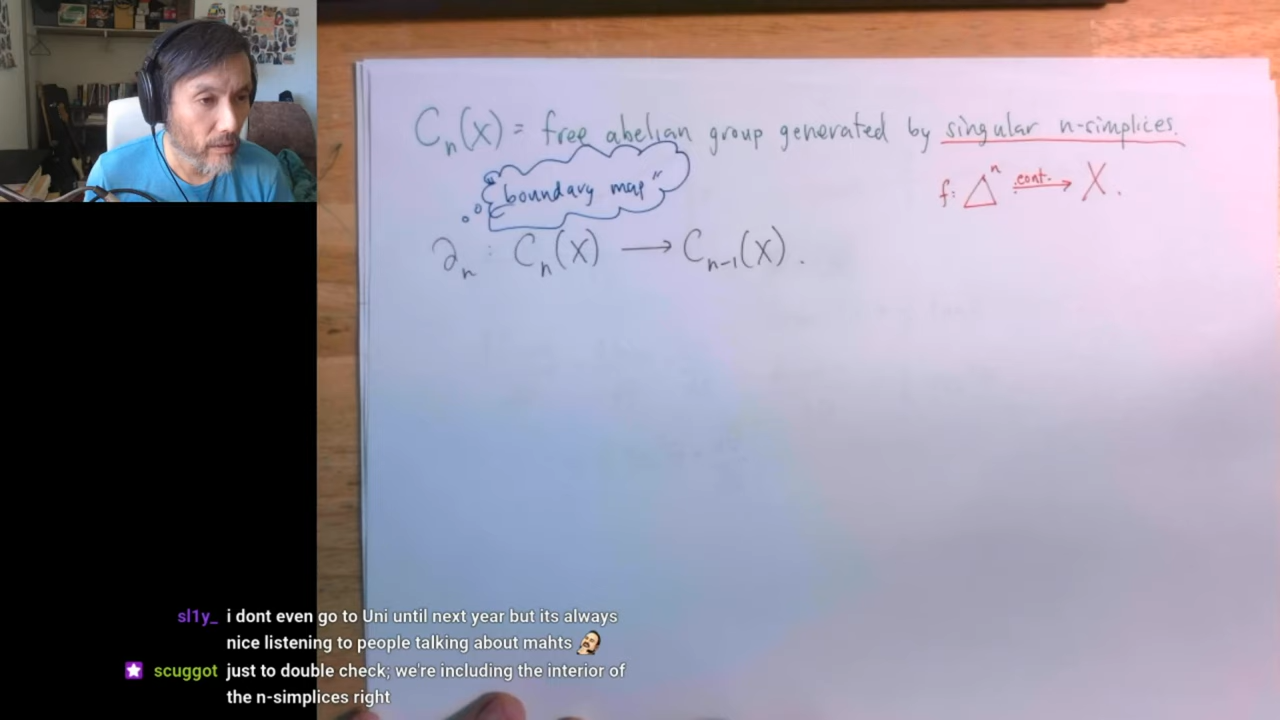 Cₙ(X) = free abelian group generated by singular n-simplices.
f: Δⁿ cont. → X.
"boundary map"
∂ₙ : Cₙ(X) → Cₙ₋₁(X).
sl1y_ i dont even go to Uni until next year but its always
nice listening to people talking about mahts
scuggot just to double check; we're including the interior of
the n-simplices right